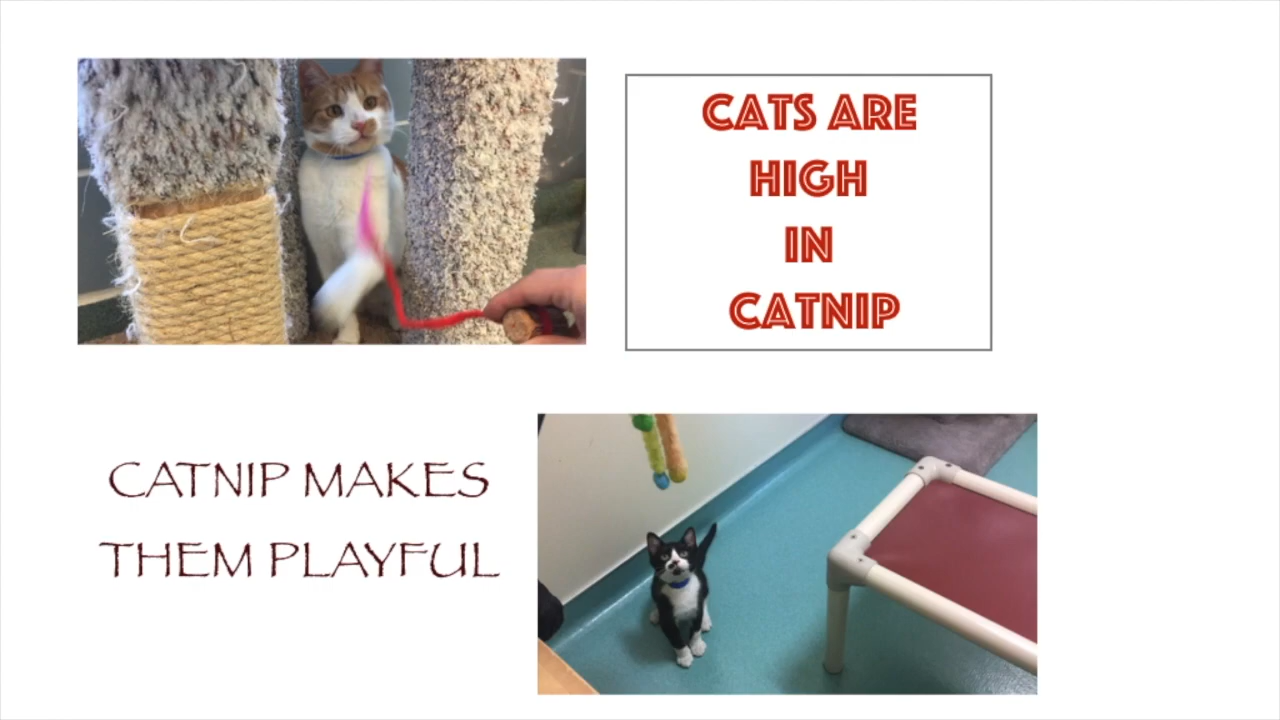 CATS ARE
HIGH
IN
CATNIP
CATNIP MAKES
THEM PLAYFUL